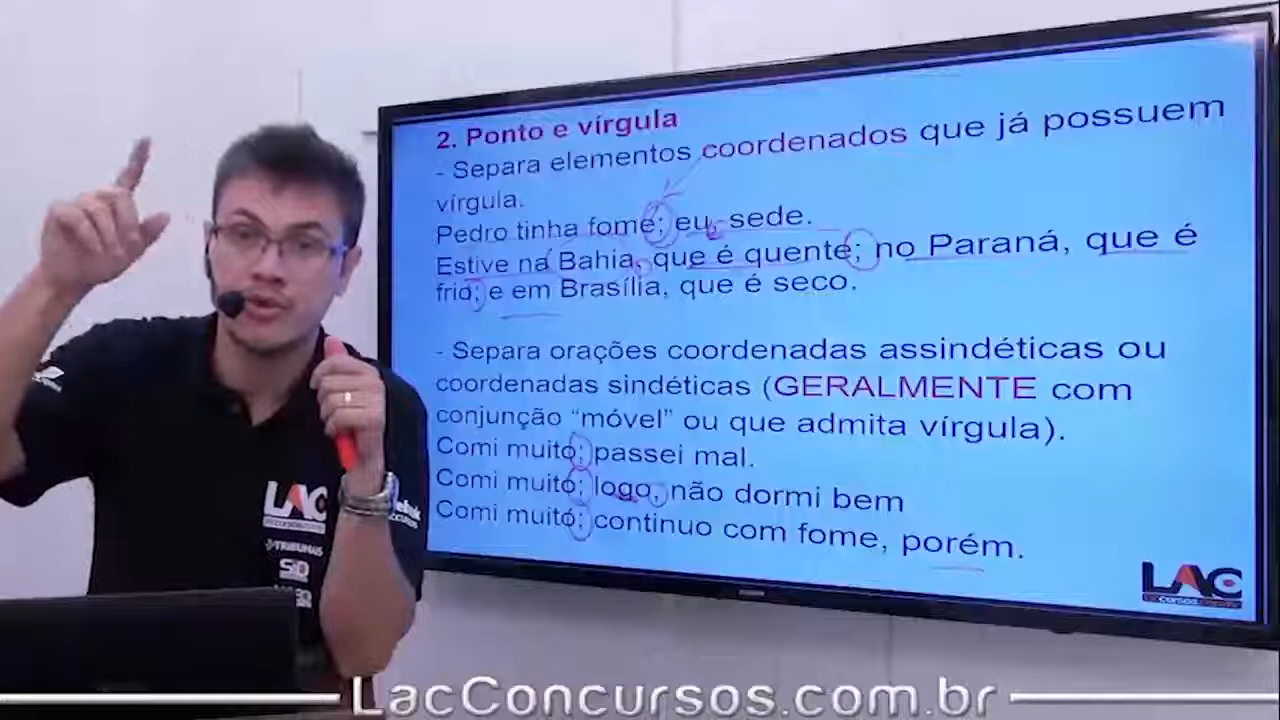 2. Ponto e vírgula
- Separa elementos coordenados que já possuem
vírgula.
Pedro tinha fome; eu, sede.
Estive na Bahia, que é quente; no Paraná, que é
frio; e em Brasília, que é seco.
- Separa orações coordenadas assindéticas ou
coordenadas sindéticas (GERALMENTE com
conjunção “móvel” ou que admita vírgula).
Comi muito; passei mal.
Comi muito; logo, não dormi bem
Comi muito; continuo com fome, porém.
LAC
LAC
TRIBUNAIS
LacConcursos.com.br